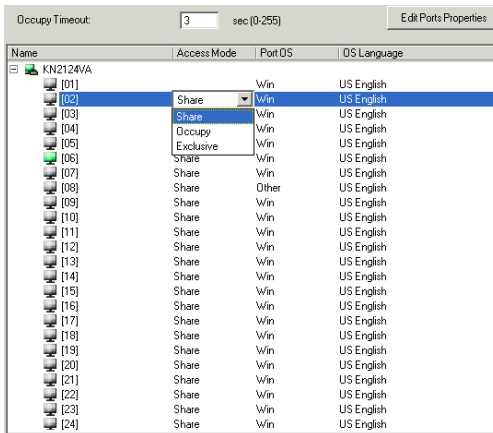 Occupy Timeout: 3 sec (0-255) Edit Ports Properties
Name Access Mode Port OS OS Language
KN2124VA
[01] Win US English
[02] Share Win US English
[03] Share Win US English
[04] Occupy Win US English
[05] Exclusive Win US English
[06] Share Win US English
[07] Share Win US English
[08] Share Other US English
[09] Share Win US English
[10] Share Win US English
[11] Share Win US English
[12] Share Win US English
[13] Share Win US English
[14] Share Win US English
[15] Share Win US English
[16] Share Win US English
[17] Share Win US English
[18] Share Win US English
[19] Share Win US English
[20] Share Win US English
[21] Share Win US English
[22] Share Win US English
[23] Share Win US English
[24] Share Win US English